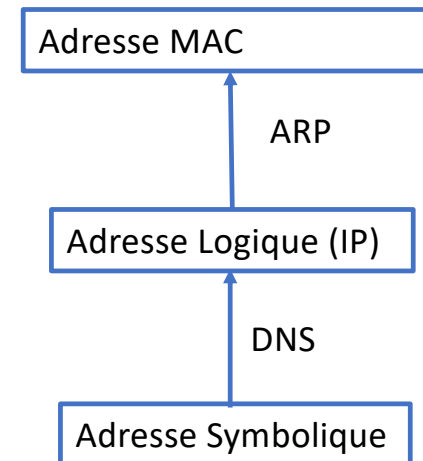 Adresse MAC
ARP
Adresse Logique (IP)
DNS
Adresse Symbolique